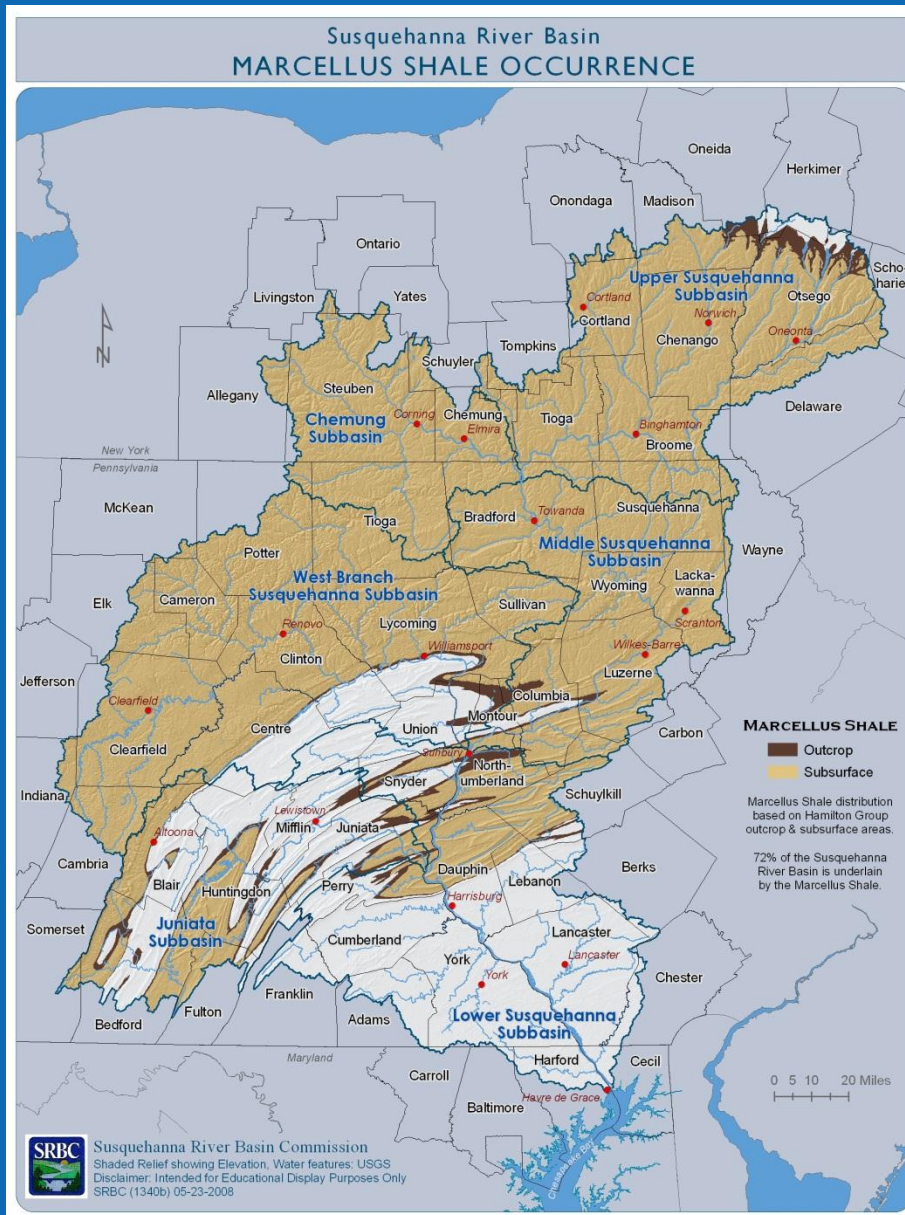 Susquehanna River Basin
MARCELLUS SHALE OCCURRENCE
Oneida
Herkimer
Onondaga
Madison
Ontario
Scho-
harie
Upper Susquehanna
Subbasin
Livingston
Yates
Cortland
Cortland
Otsego
Norwich
Chenango
Oneonta
Schuyler
Tompkins
Allegany
Steuben
Delaware
Chemung
Subbasin
Corning
Chemung
Elmira
Tioga
Binghamton
Broome
New York
Pennsylvania
McKean
Tioga
Bradford
Towanda
Susquehanna
Middle Susquehanna
Subbasin
Wayne
Potter
West Branch
Susquehanna Subbasin
Wyoming
Lacka-
wanna
Elk
Cameron
Sullivan
Scranton
Renovo
Lycoming
Clinton
Williamsport
Wilkes-Barre
Luzerne
Jefferson
Clearfield
Columbia
Montour
Centre
Union
Carbon
Clearfield
Sunbury
North-
umberland
Indiana
Snyder
Schuylkill
Lewistown
Mifflin
Juniata
Altoona
Cambria
Blair
Huntingdon
Perry
Dauphin
Lebanon
Berks
Harrisburg
Somerset
Juniata
Subbasin
Cumberland
Lancaster
York
Lancaster
York
Chester
Franklin
Fulton
Bedford
Adams
Lower Susquehanna
Subbasin
Maryland
Harford
Cecil
Carroll
Baltimore
Havre de Grace
Chesapeake Bay
MARCELLUS SHALE
Outcrop
Subsurface
Marcellus Shale distribution
based on Hamilton Group
outcrop & subsurface areas.
72% of the Susquehanna
River Basin is underlain
by the Marcellus Shale.
0 5 10 20 Miles
N
SRBC
Susquehanna River Basin Commission
Shaded Relief showing Elevation, Water features: USGS
Disclaimer: Intended for Educational Display Purposes Only
SRBC (1340b) 05-23-2008